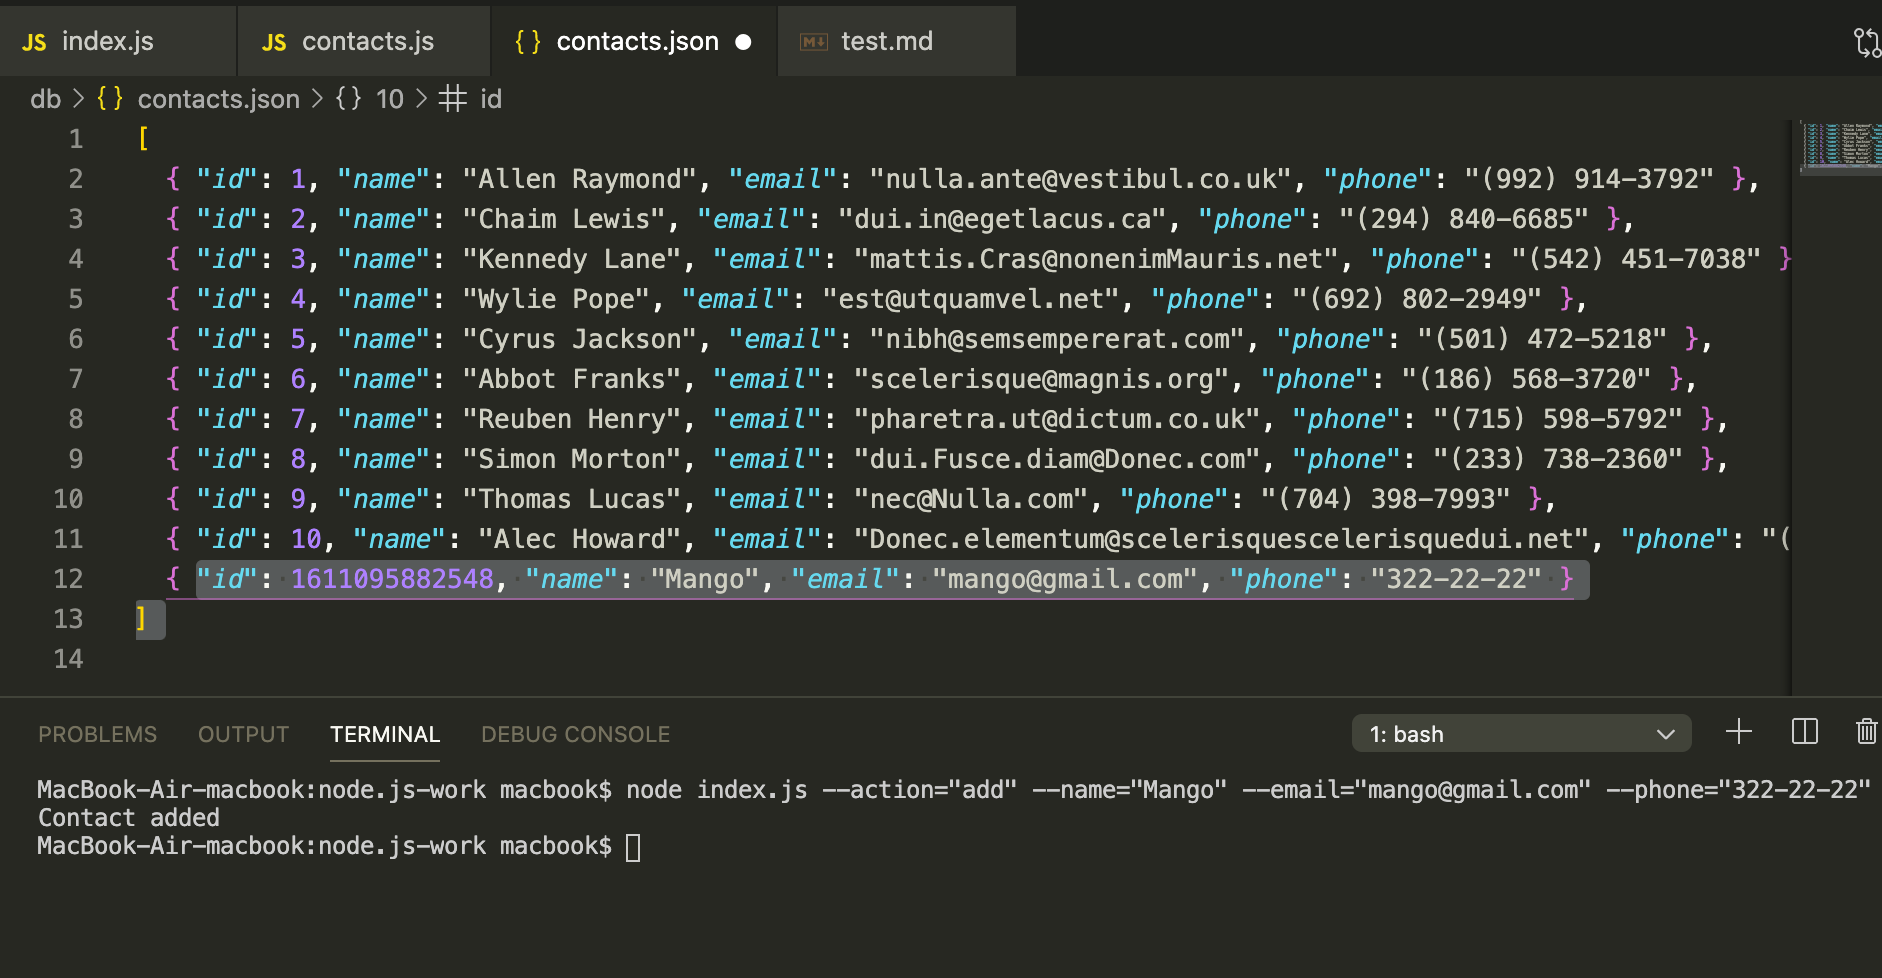 JS index.js JS contacts.js {} contacts.json test.md
db > {} contacts.json > {} 10 > # id
1 [
2 { "id": 1, "name": "Allen Raymond", "email": "nulla.ante@vestibul.co.uk", "phone": "(992) 914-3792" },
3 { "id": 2, "name": "Chaim Lewis", "email": "dui.in@egetlacus.ca", "phone": "(294) 840-6685" },
4 { "id": 3, "name": "Kennedy Lane", "email": "mattis.Cras@nonenimMauris.net", "phone": "(542) 451-7038" }
5 { "id": 4, "name": "Wylie Pope", "email": "est@utquamvel.net", "phone": "(692) 802-2949" },
6 { "id": 5, "name": "Cyrus Jackson", "email": "nibh@semsempererat.com", "phone": "(501) 472-5218" },
7 { "id": 6, "name": "Abbot Franks", "email": "scelerisque@magnis.org", "phone": "(186) 568-3720" },
8 { "id": 7, "name": "Reuben Henry", "email": "pharetra.ut@dictum.co.uk", "phone": "(715) 598-5792" },
9 { "id": 8, "name": "Simon Morton", "email": "dui.Fusce.diam@Donec.com", "phone": "(233) 738-2360" },
10 { "id": 9, "name": "Thomas Lucas", "email": "nec@Nulla.com", "phone": "(704) 398-7993" },
11 { "id": 10, "name": "Alec Howard", "email": "Donec.elementum@scelerisquescelerisquedui.net", "phone": "(
12 { "id": 1611095882548, "name": "Mango", "email": "mango@gmail.com", "phone": "322-22-22" }
13 ]
14
PROBLEMS OUTPUT TERMINAL DEBUG CONSOLE 1: bash
MacBook-Air-macbook:node.js-work macbook$ node index.js --action="add" --name="Mango" --email="mango@gmail.com" --phone="322-22-22"
Contact added
MacBook-Air-macbook:node.js-work macbook$